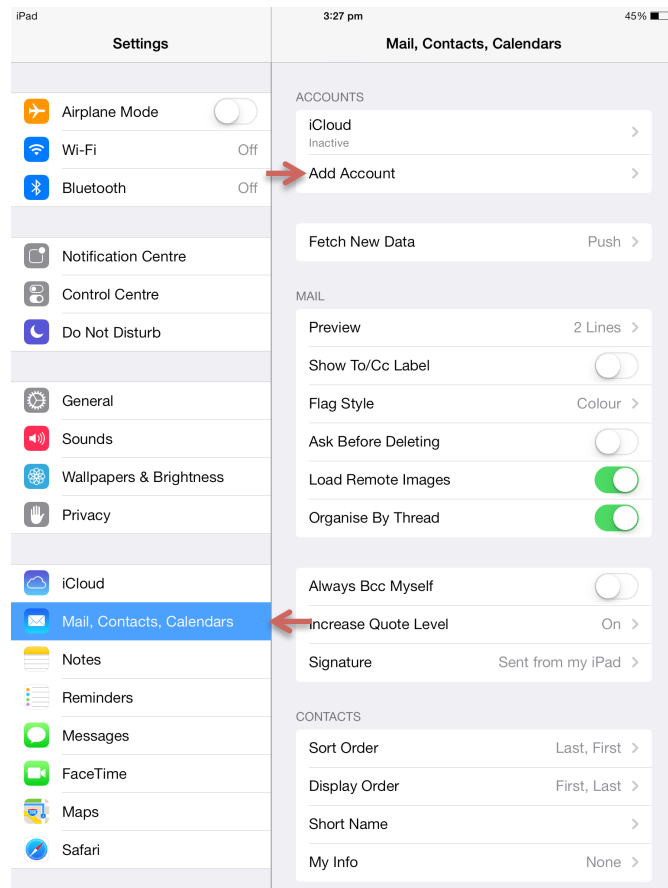 iPad 3:27 pm 45%
Settings
Airplane Mode
Wi-Fi Off
Bluetooth Off
Notification Centre
Control Centre
Do Not Disturb
General
Sounds
Wallpapers & Brightness
Privacy
iCloud
Mail, Contacts, Calendars
Notes
Reminders
Messages
FaceTime
Maps
Safari
Mail, Contacts, Calendars
ACCOUNTS
iCloud
Inactive
Add Account
Fetch New Data Push
MAIL
Preview 2 Lines
Show To/Cc Label
Flag Style Colour
Ask Before Deleting
Load Remote Images
Organise By Thread
Always Bcc Myself
Increase Quote Level On
Signature Sent from my iPad
CONTACTS
Sort Order Last, First
Display Order First, Last
Short Name
My Info None